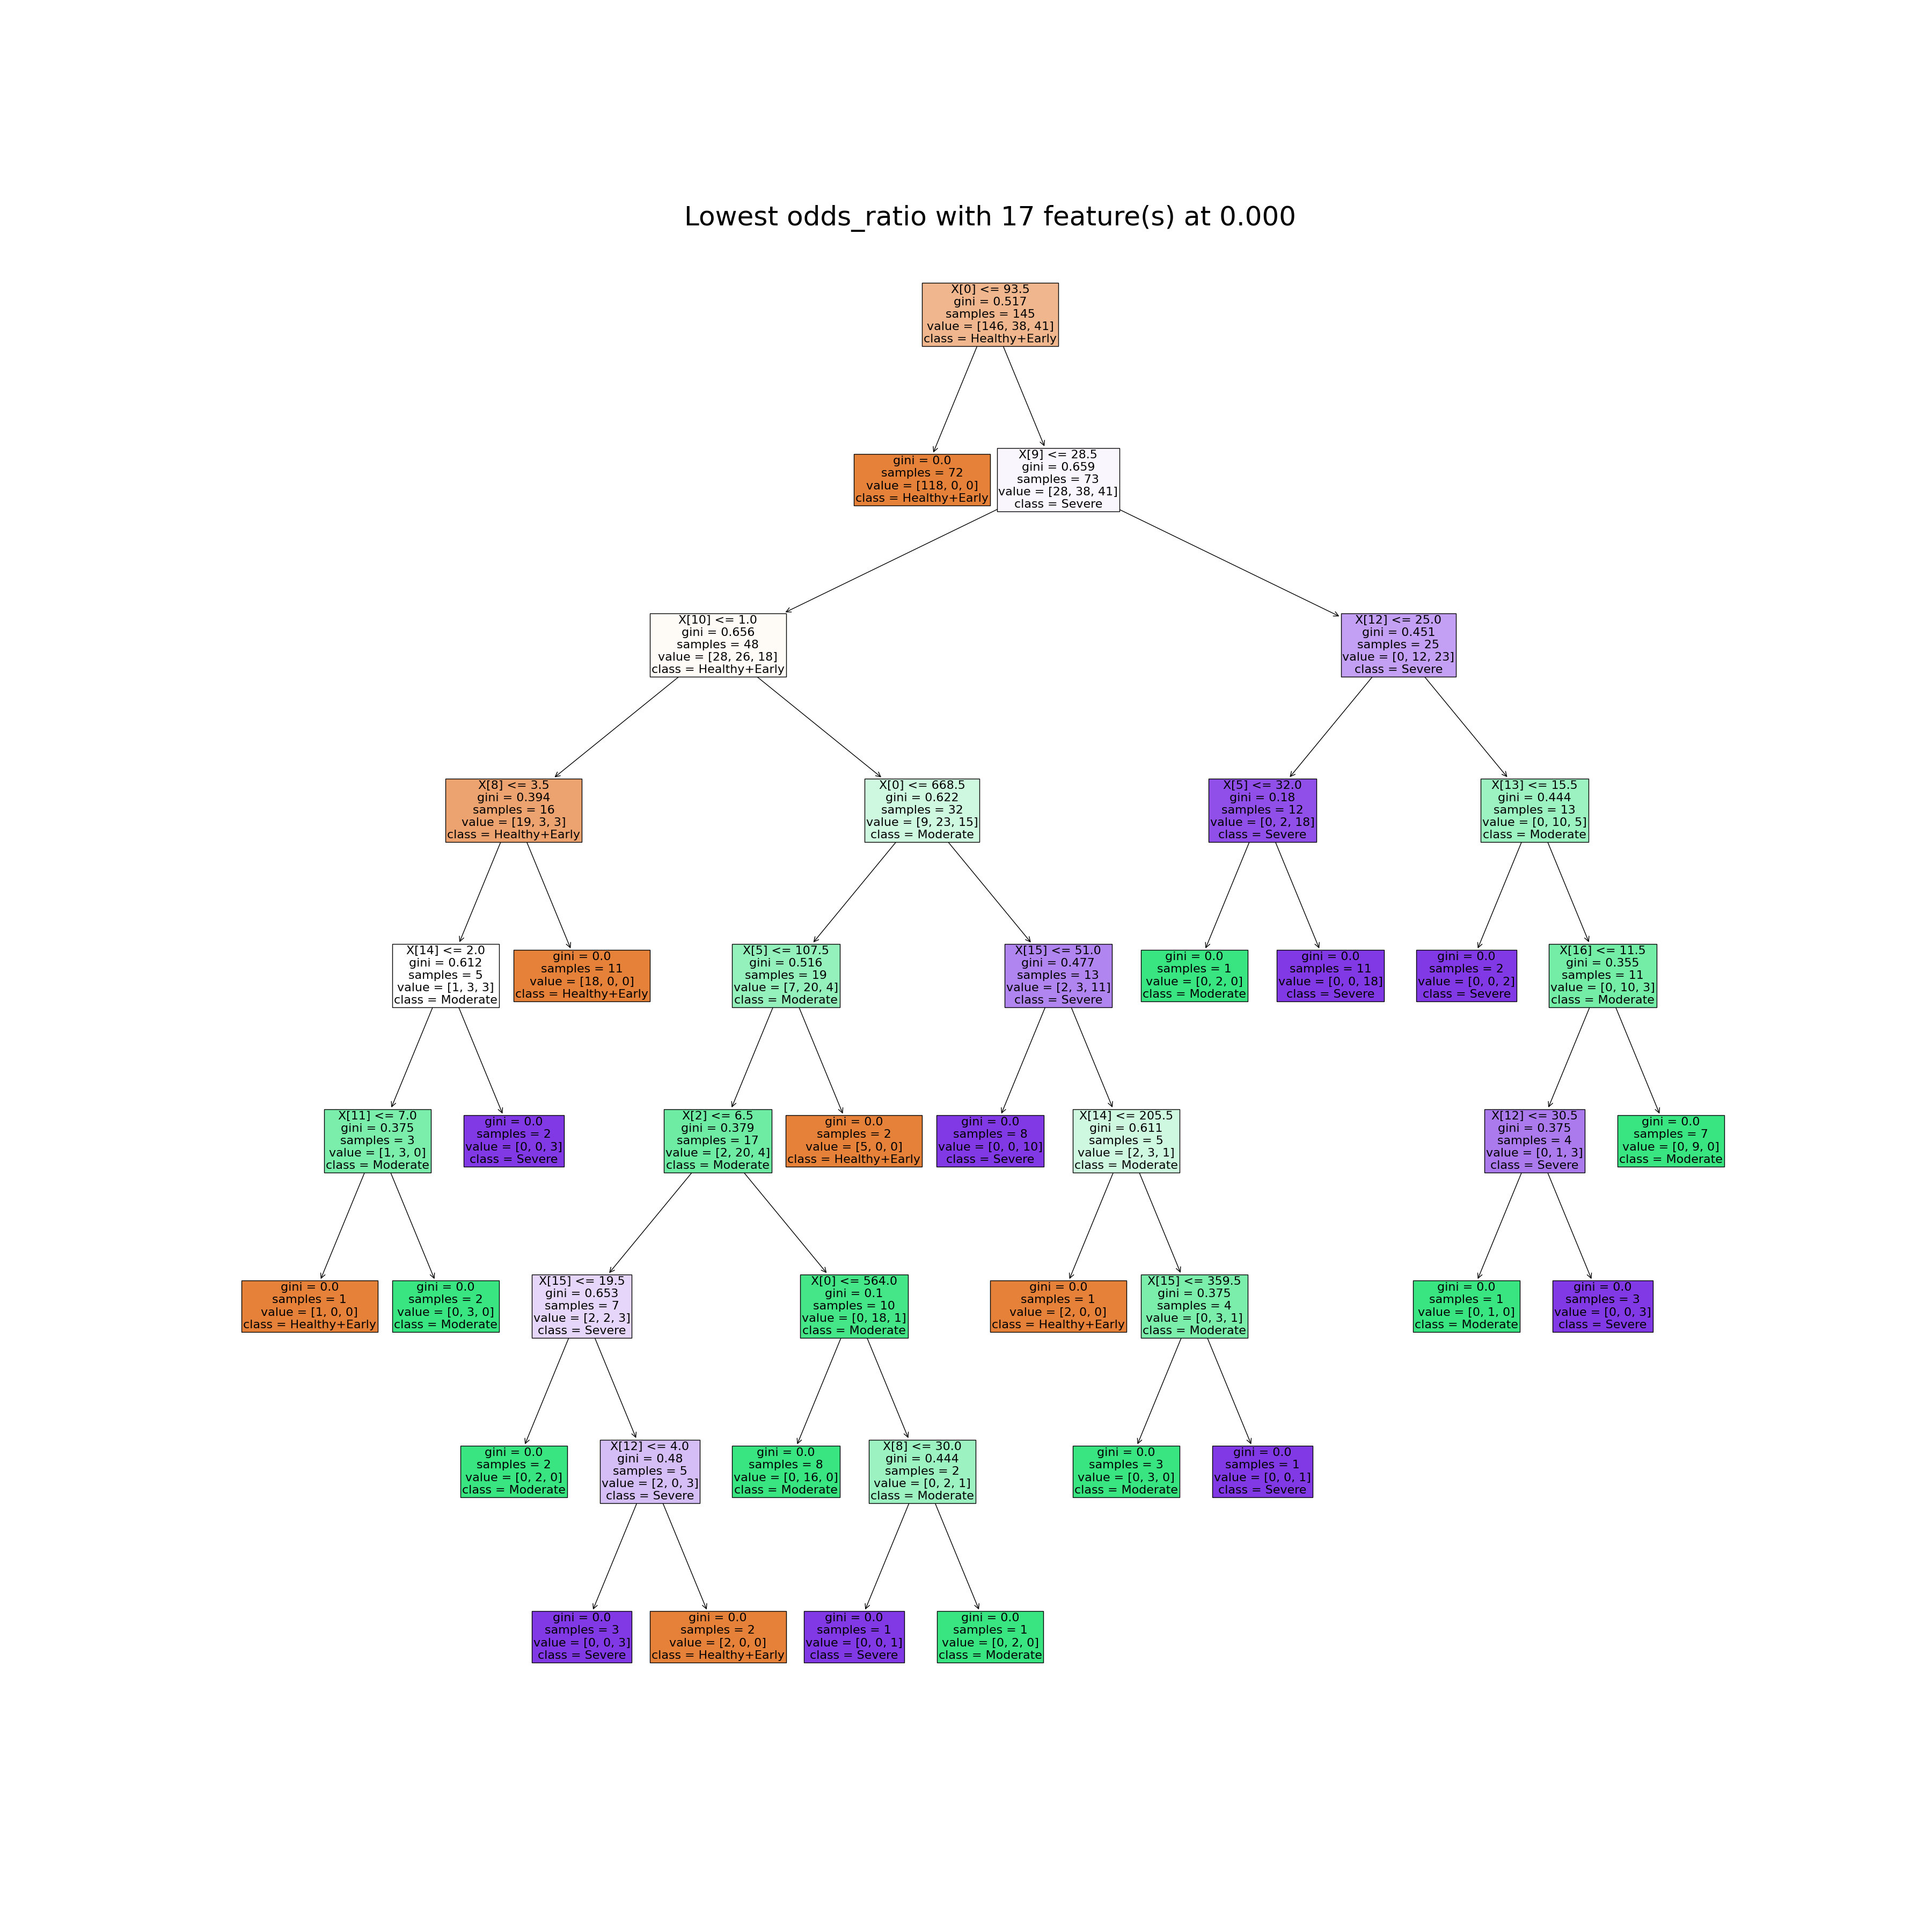 Lowest odds_ratio with 17 feature(s) at 0.000
X[0] <= 93.5
gini = 0.517
samples = 145
value = [146, 38, 41]
class = Healthy+Early
gini = 0.0
samples = 72
value = [118, 0, 0]
class = Healthy+Early
X[9] <= 28.5
gini = 0.659
samples = 73
value = [28, 38, 41]
class = Severe
X[10] <= 1.0
gini = 0.656
samples = 48
value = [28, 26, 18]
class = Healthy+Early
X[12] <= 25.0
gini = 0.451
samples = 25
value = [0, 12, 23]
class = Severe
X[8] <= 3.5
gini = 0.394
samples = 16
value = [19, 3, 3]
class = Healthy+Early
X[0] <= 668.5
gini = 0.622
samples = 32
value = [9, 23, 15]
class = Moderate
X[5] <= 32.0
gini = 0.18
samples = 12
value = [0, 2, 18]
class = Severe
X[13] <= 15.5
gini = 0.444
samples = 13
value = [0, 10, 5]
class = Moderate
X[14] <= 2.0
gini = 0.612
samples = 5
value = [1, 3, 3]
class = Moderate
gini = 0.0
samples = 11
value = [18, 0, 0]
class = Healthy+Early
X[5] <= 107.5
gini = 0.516
samples = 19
value = [7, 20, 4]
class = Moderate
X[15] <= 51.0
gini = 0.477
samples = 13
value = [2, 3, 11]
class = Severe
gini = 0.0
samples = 1
value = [0, 2, 0]
class = Moderate
gini = 0.0
samples = 11
value = [0, 0, 18]
class = Severe
gini = 0.0
samples = 2
value = [0, 0, 2]
class = Severe
X[16] <= 11.5
gini = 0.355
samples = 11
value = [0, 10, 3]
class = Moderate
X[11] <= 7.0
gini = 0.375
samples = 3
value = [1, 3, 0]
class = Moderate
gini = 0.0
samples = 2
value = [0, 0, 3]
class = Severe
X[2] <= 6.5
gini = 0.379
samples = 17
value = [2, 20, 4]
class = Moderate
gini = 0.0
samples = 2
value = [5, 0, 0]
class = Healthy+Early
gini = 0.0
samples = 8
value = [0, 0, 10]
class = Severe
X[14] <= 205.5
gini = 0.611
samples = 5
value = [2, 3, 1]
class = Moderate
X[12] <= 30.5
gini = 0.375
samples = 4
value = [0, 1, 3]
class = Severe
gini = 0.0
samples = 7
value = [0, 9, 0]
class = Moderate
gini = 0.0
samples = 1
value = [1, 0, 0]
class = Healthy+Early
gini = 0.0
samples = 2
value = [0, 3, 0]
class = Moderate
X[15] <= 19.5
gini = 0.653
samples = 7
value = [2, 2, 3]
class = Severe
X[0] <= 564.0
gini = 0.1
samples = 10
value = [0, 18, 1]
class = Moderate
gini = 0.0
samples = 1
value = [2, 0, 0]
class = Healthy+Early
X[15] <= 359.5
gini = 0.375
samples = 4
value = [0, 3, 1]
class = Moderate
gini = 0.0
samples = 1
value = [0, 1, 0]
class = Moderate
gini = 0.0
samples = 3
value = [0, 0, 3]
class = Severe
gini = 0.0
samples = 2
value = [0, 2, 0]
class = Moderate
X[12] <= 4.0
gini = 0.48
samples = 5
value = [2, 0, 3]
class = Severe
gini = 0.0
samples = 8
value = [0, 16, 0]
class = Moderate
X[8] <= 30.0
gini = 0.444
samples = 2
value = [0, 2, 1]
class = Moderate
gini = 0.0
samples = 3
value = [0, 3, 0]
class = Moderate
gini = 0.0
samples = 1
value = [0, 0, 1]
class = Severe
gini = 0.0
samples = 3
value = [0, 0, 3]
class = Severe
gini = 0.0
samples = 2
value = [2, 0, 0]
class = Healthy+Early
gini = 0.0
samples = 1
value = [0, 0, 1]
class = Severe
gini = 0.0
samples = 1
value = [0, 2, 0]
class = Moderate